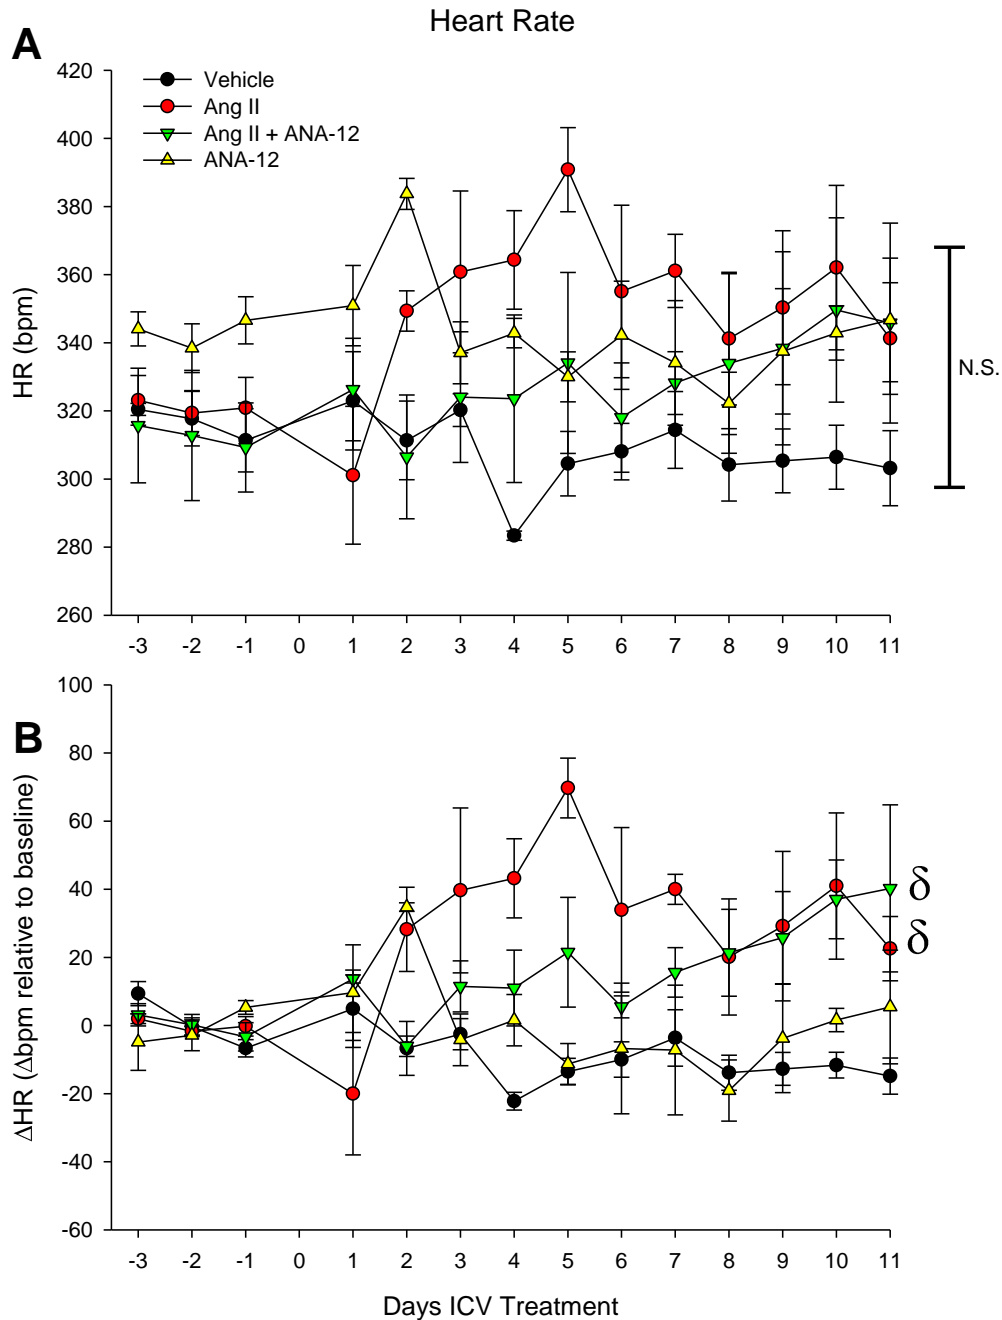 Heart Rate
A
420
400
380
360
340
320
300
280
260
HR (bpm)
Vehicle
Ang II
Ang II + ANA-12
ANA-12
N.S.
-3 -2 -1 0 1 2 3 4 5 6 7 8 9 10 11
B
100
80
60
40
20
0
-20
-40
-60
ΔHR (Δbpm relative to baseline)
δ
δ
-3 -2 -1 0 1 2 3 4 5 6 7 8 9 10 11
Days ICV Treatment